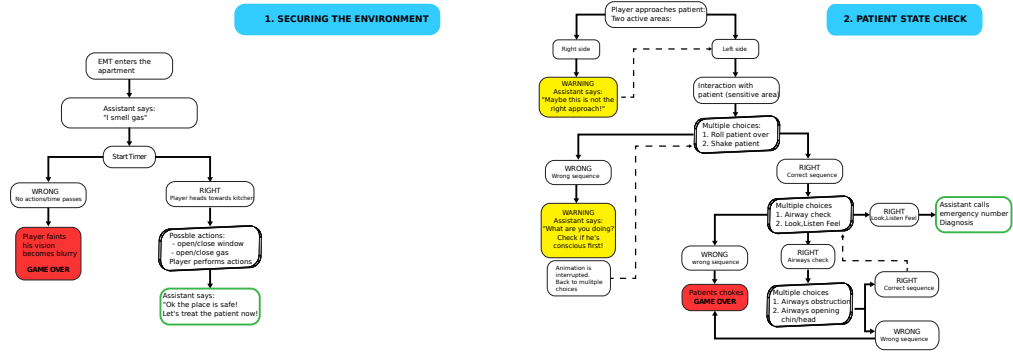 1. SECURING THE ENVIRONMENT
EMT enters the
apartment
Assistant says:
"I smell gas"
Start Timer
WRONG
No actions/time passes
RIGHT
Player heads towards kitchen
Player faints
his vision
becomes blurry
GAME OVER
Possble actions:
- open/close window
- open/close gas
Player performs actions
Assistant says:
"Ok the place is safe!
Let's treat the patient now!
2. PATIENT STATE CHECK
Player approaches patient:
Two active areas:
Right side
Left side
WARNING
Assistant says:
"Maybe this is not the
right approach!"
Interaction with
patient (sensitive area)
Multiple choices:
1. Roll patient over
2. Shake patient
WRONG
Wrong sequence
RIGHT
Correct sequence
WARNING
Assistant says:
"What are you doing?
Check if he's
conscious first!
Animation is
interrupted.
Back to mulitple
choices
Multiple choices
1. Airway check
2. Look,Listen Feel
RIGHT
Look,Listen Feel
Assistant calls
emergency number
Diagnosis
WRONG
wrong sequence
RIGHT
Airways check
Patients chokes
GAME OVER
Multiple choices
1. Airways obstruction
2. Airways opening
chin/head
RIGHT
Correct sequence
WRONG
Wrong sequence